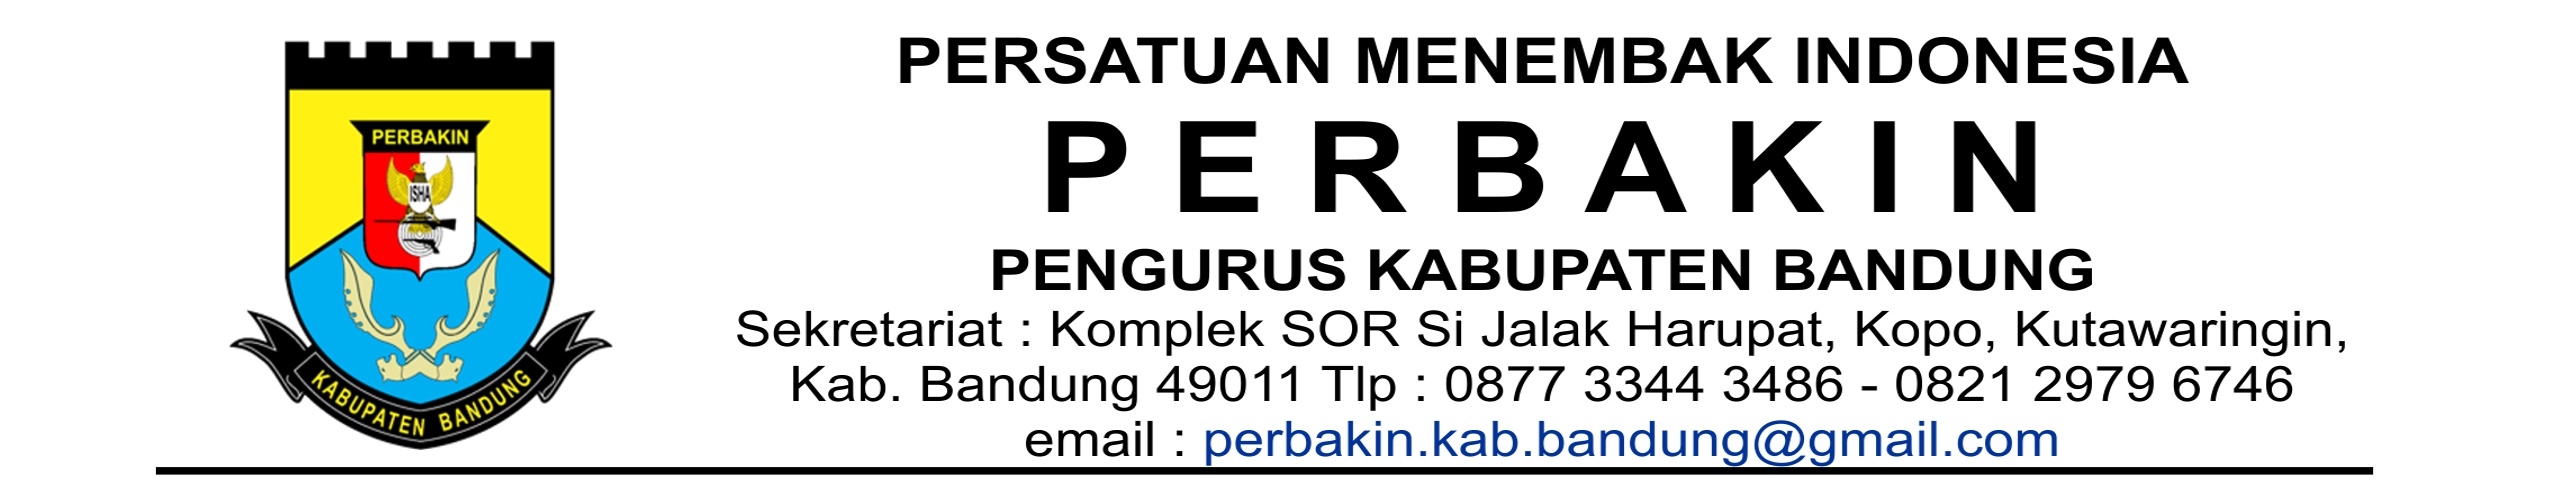 PERBAKIN
ISHA
KABUPATEN BANDUNG
PERSATUAN MENEMBAK INDONESIA
PERBAKIN
PENGURUS KABUPATEN BANDUNG
Sekretariat : Komplek SOR Si Jalak Harupat, Kopo, Kutawaringin,
Kab. Bandung 49011 Tlp : 0877 3344 3486 - 0821 2979 6746
email : perbakin.kab.bandung@gmail.com